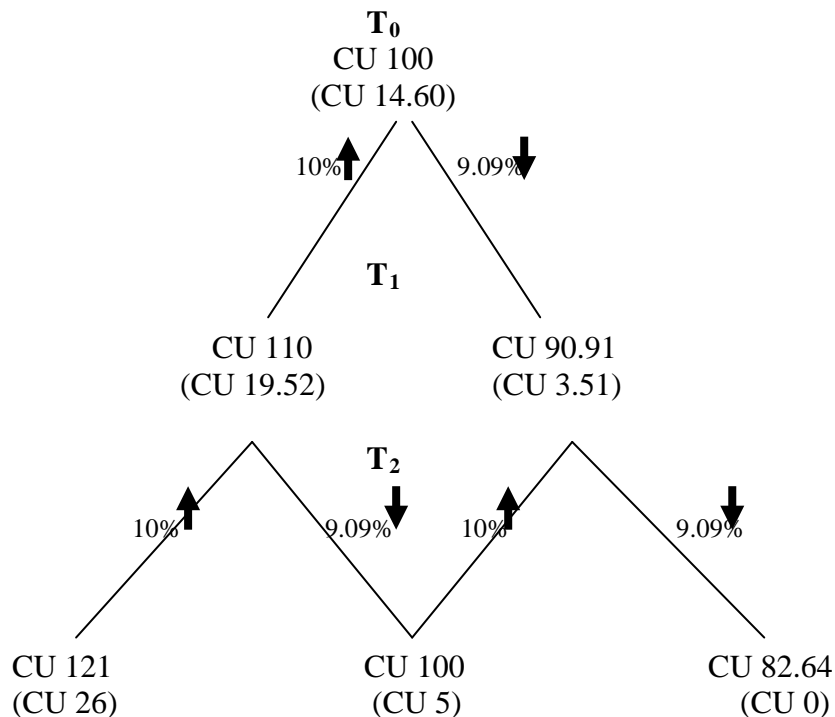 T₀
CU 100
(CU 14.60)
10% 9.09%
T₁
CU 110 CU 90.91
(CU 19.52) (CU 3.51)
T₂
10% 9.09% 10% 9.09%
CU 121 CU 100 CU 82.64
(CU 26) (CU 5) (CU 0)